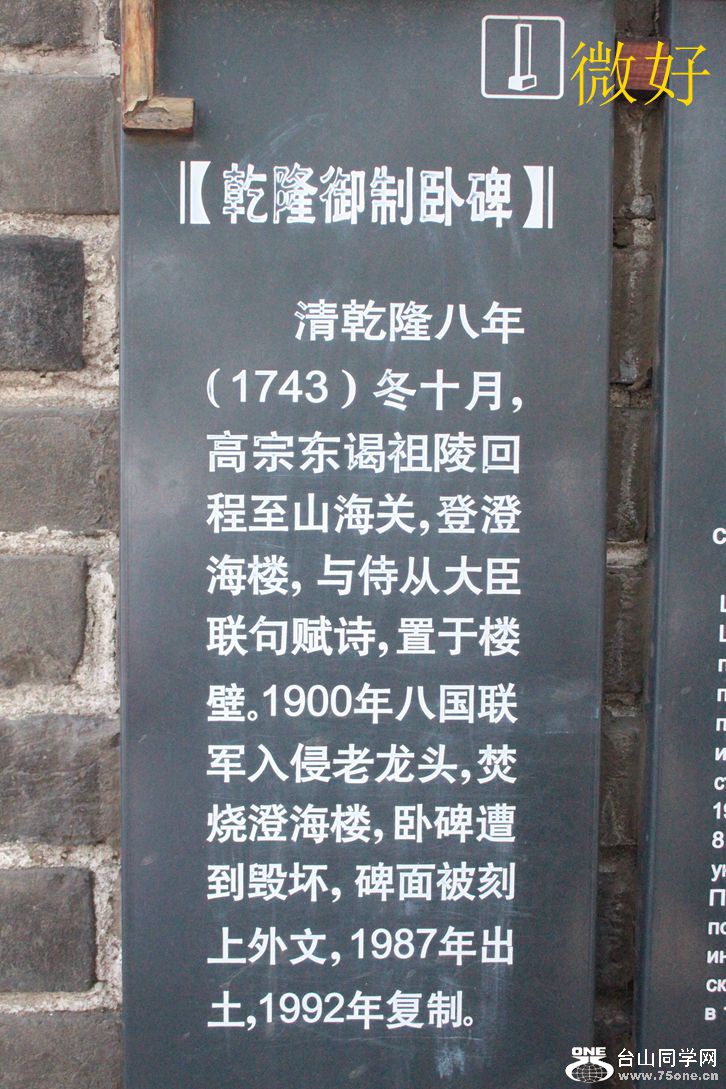 微好
【乾隆御制卧碑】
清乾隆八年
（1743）冬十月，
高宗东谒祖陵回
程至山海关，登澄
海楼，与侍从大臣
联句赋诗，置于楼
壁。1900年八国联
军入侵老龙头，焚
烧澄海楼，卧碑遭
到毁坏，碑面被刻
上外文，1987年出
土，1992年复制。
8
ин
ск
в 1
ONE
台山同学网
www.75one.cn